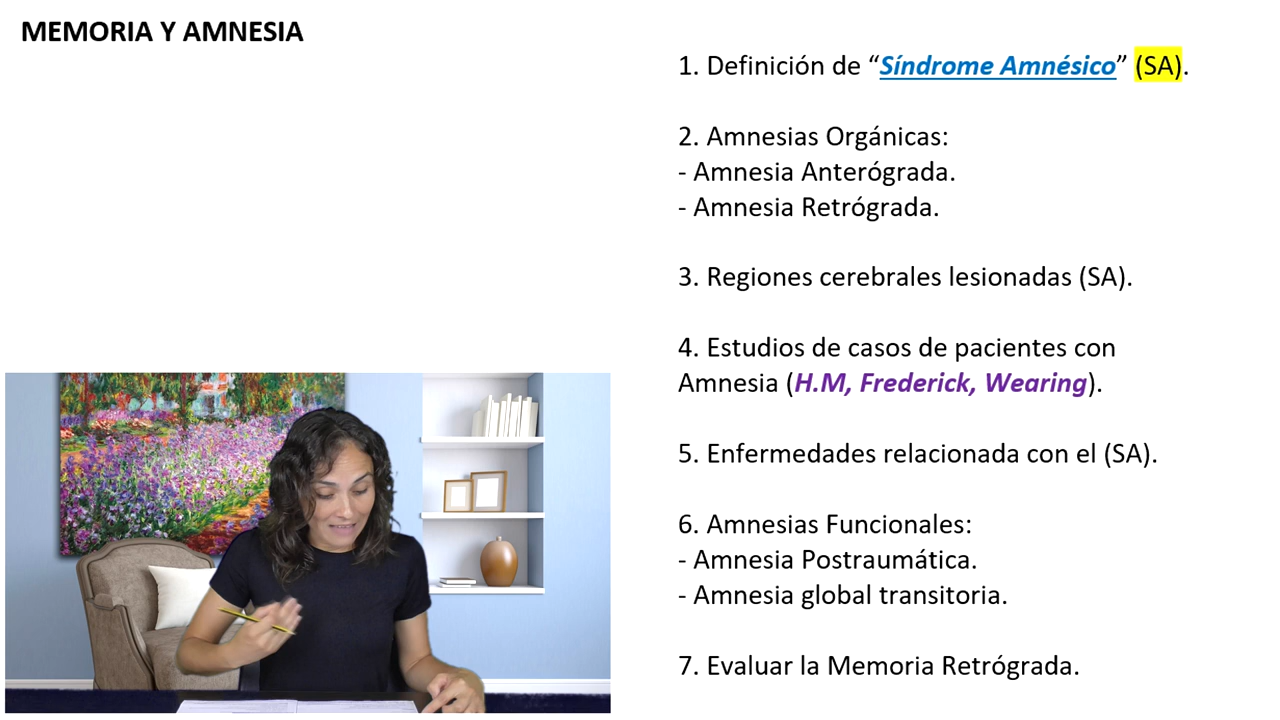 MEMORIA Y AMNESIA
1. Definición de “Síndrome Amnésico” (SA).
2. Amnesias Orgánicas:
- Amnesia Anterógrada.
- Amnesia Retrógrada.
3. Regiones cerebrales lesionadas (SA).
4. Estudios de casos de pacientes con
Amnesia (H.M, Frederick, Wearing).
5. Enfermedades relacionada con el (SA).
6. Amnesias Funcionales:
- Amnesia Postraumática.
- Amnesia global transitoria.
7. Evaluar la Memoria Retrógrada.